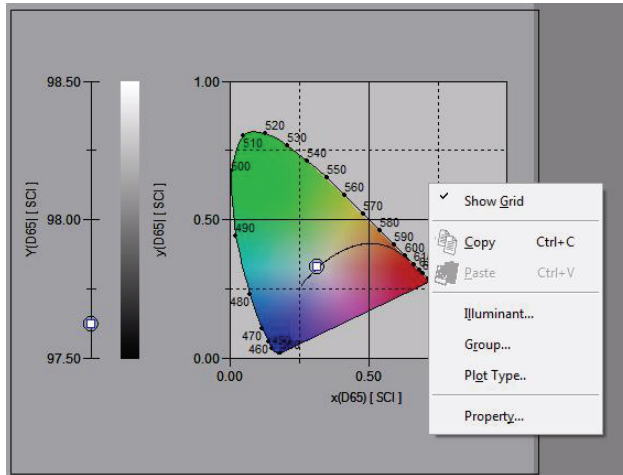 98.50
98.00
97.50
Y(D65) [ SCI ]
1.00
0.50
0.00
y(D65) [ SCI ]
520
510
530
540
500
550
560
570
490
580
590
600
61
480
470
460
0.00
0.50
x(D65) [ SCI ]
Show Grid
Copy Ctrl+C
Paste Ctrl+V
Illuminant...
Group...
Plot Type..
Property...